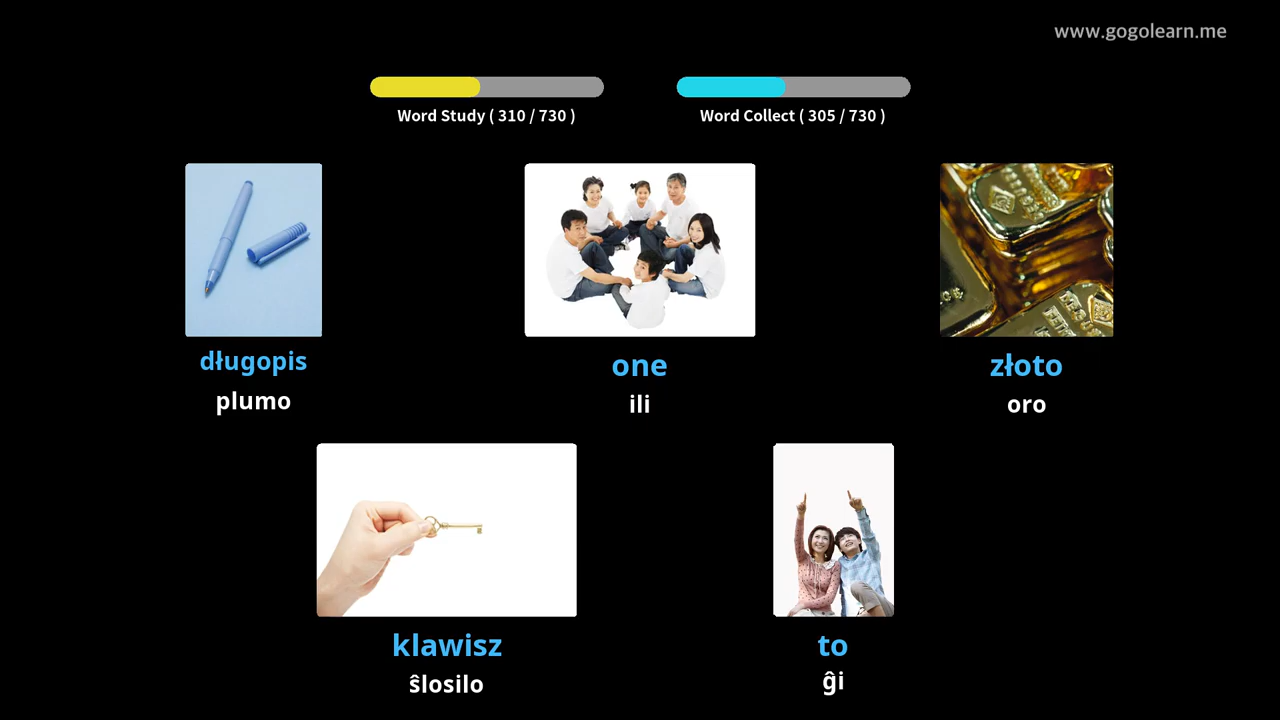 www.gogolearn.me
Word Study ( 310 / 730 )
Word Collect ( 305 / 730 )
długopis
plumo
one
ili
złoto
oro
klawisz
ŝlosilo
to
ĝi